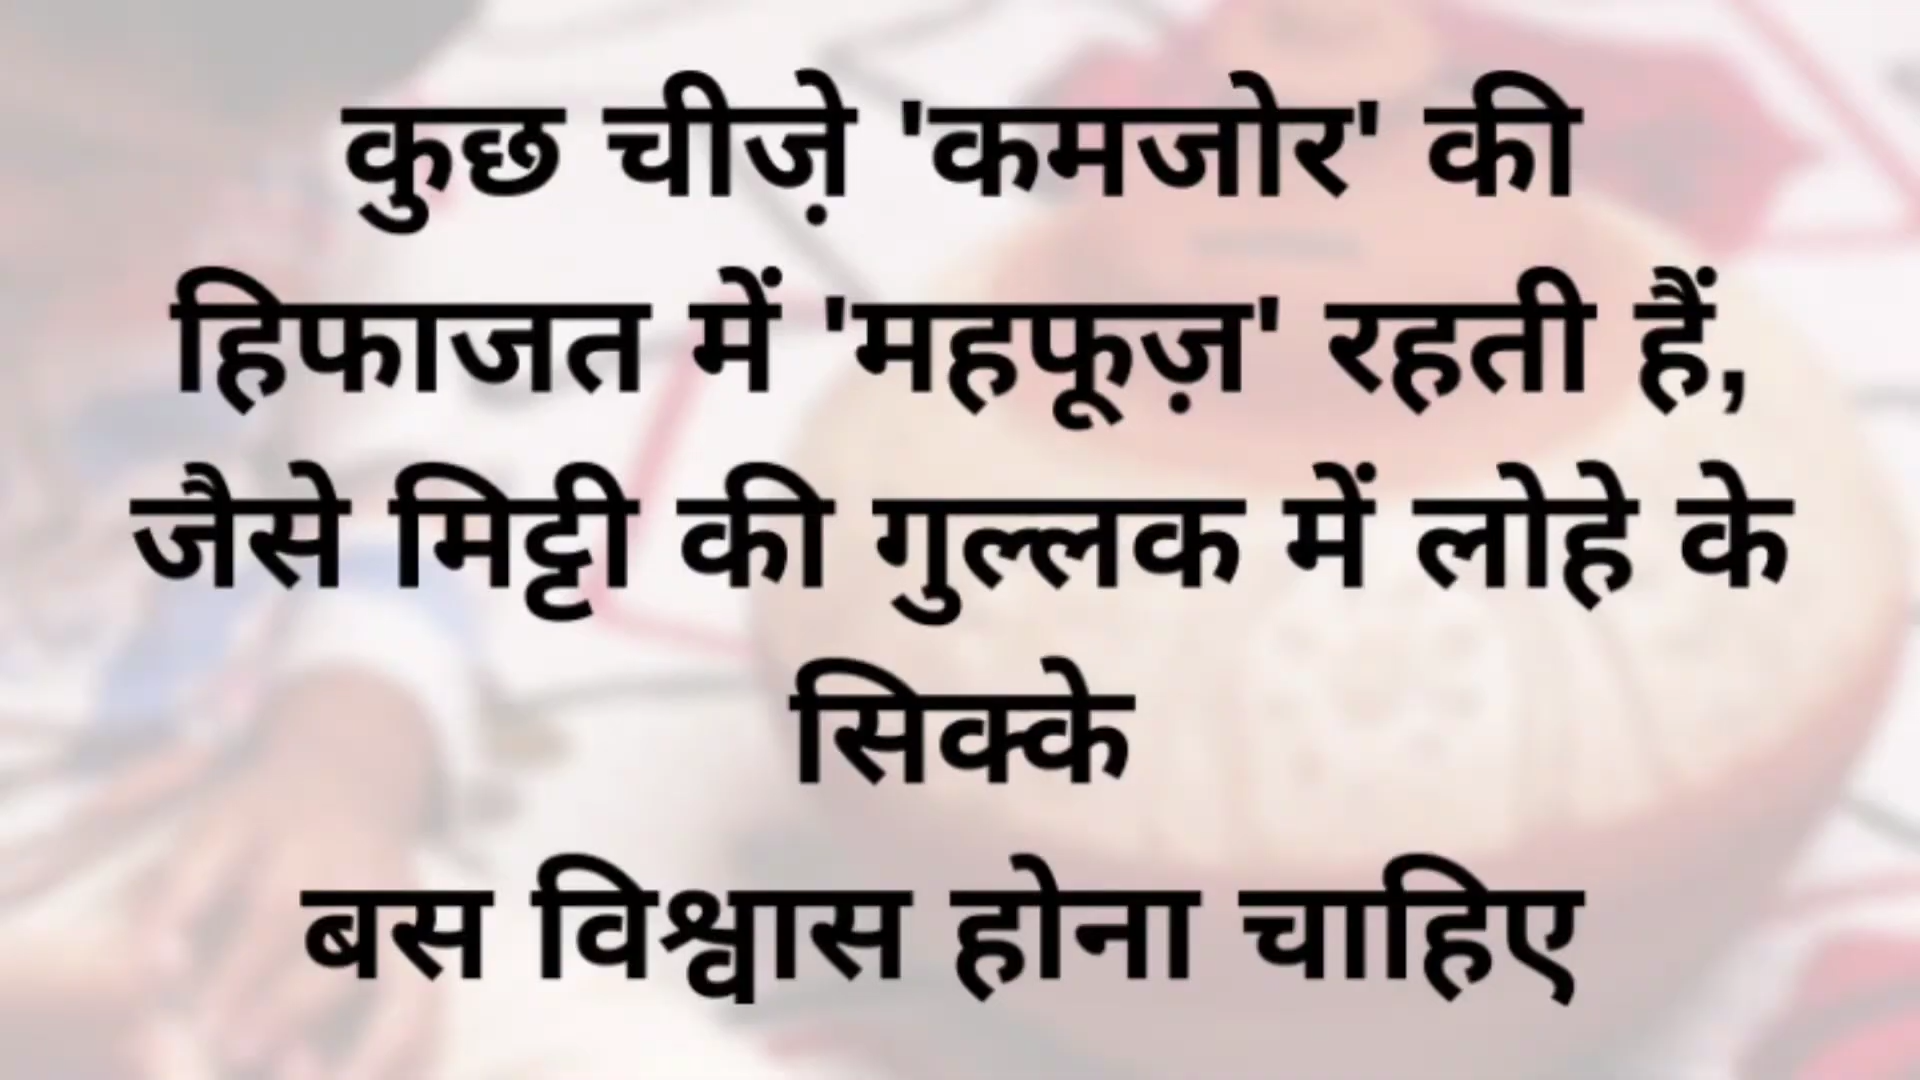 कुछ चीज़े 'कमजोर' की
हिफाजत में 'महफूज़' रहती हैं,
जैसे मिट्टी की गुल्लक में लोहे के
सिक्के
बस विश्वास होना चाहिए